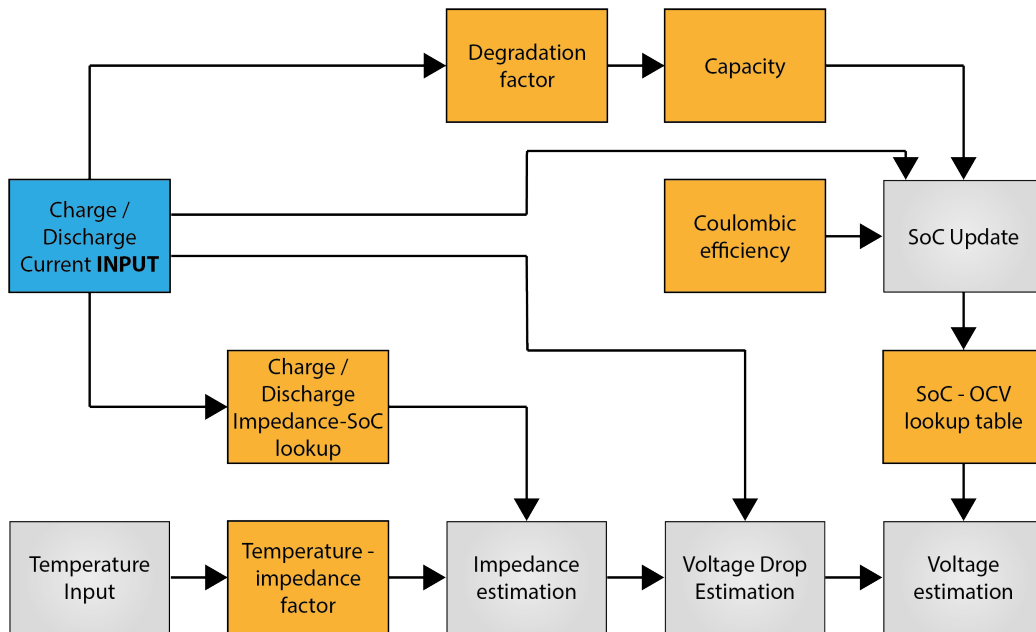 Degradation
factor
Capacity
Charge /
Discharge
Current INPUT
Coulombic
efficiency
SoC Update
Charge /
Discharge
Impedance-SoC
lookup
SoC - OCV
lookup table
Temperature
Input
Temperature -
impedance
factor
Impedance
estimation
Voltage Drop
Estimation
Voltage
estimation